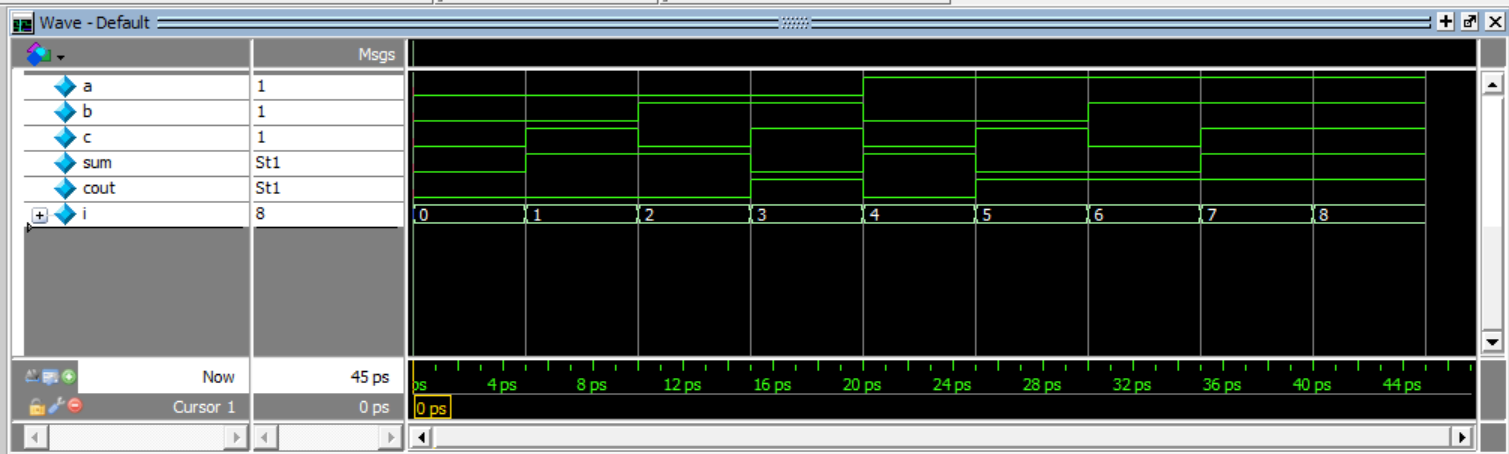 Wave - Default
Msgs
a 1
b 1
c 1
sum St1
cout St1
i 8 0 1 2 3 4 5 6 7 8
Now 45 ps ps 4 ps 8 ps 12 ps 16 ps 20 ps 24 ps 28 ps 32 ps 36 ps 40 ps 44 ps
Cursor 1 0 ps 0 ps